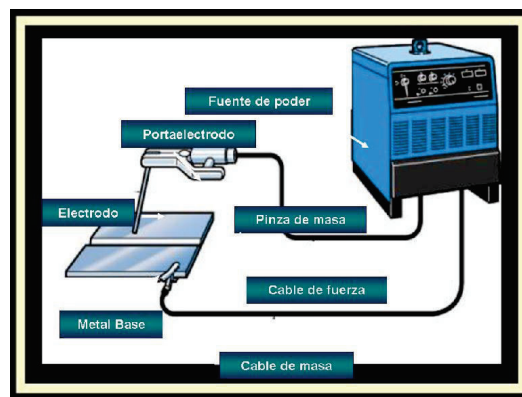 Fuente de poder
Portaelectrodo
Electrodo
Pinza de masa
Cable de fuerza
Metal Base
Cable de masa